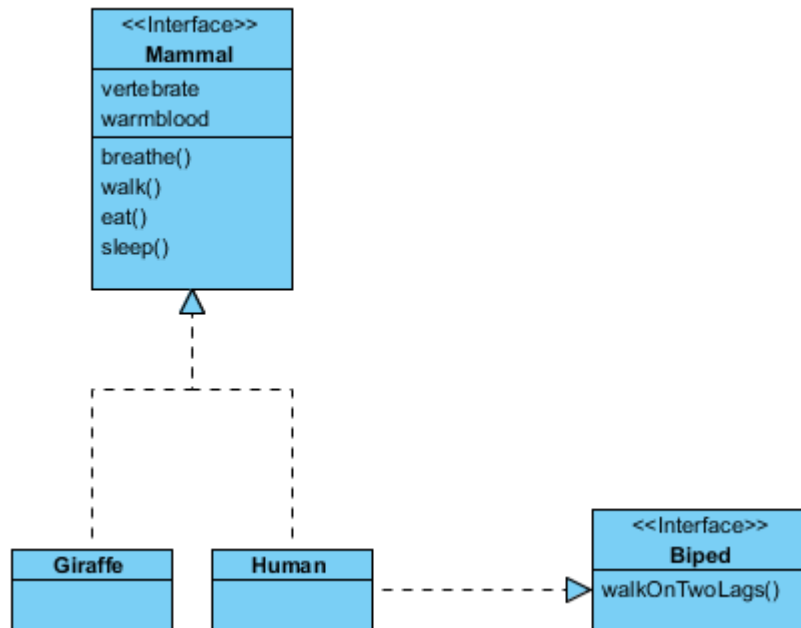 <<Interface>>
Mammal
vertebrate
warmblood
breathe()
walk()
eat()
sleep()
Giraffe
Human
<<Interface>>
Biped
walkOnTwoLags()